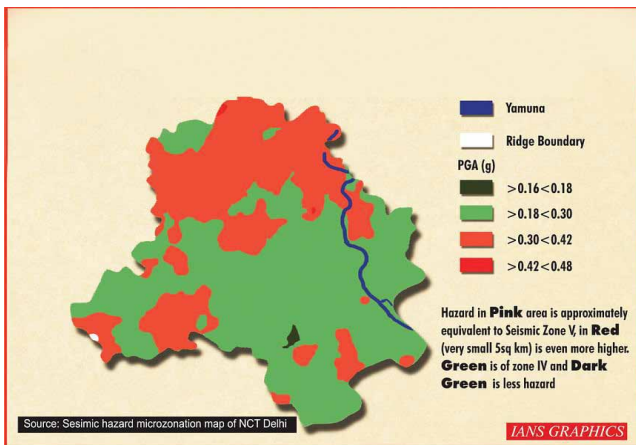 Yamuna
Ridge Boundary
PGA (g)
>0.16<0.18
>0.18<0.30
>0.30<0.42
>0.42<0.48
Hazard in Pink area is approximately
equivalent to Seismic Zone V, in Red
(very small 5sq km) is even more higher.
Green is of zone IV and Dark
Green is less hazard
Source: Sesimic hazard microzonation map of NCT Delhi
IANS GRAPHICS